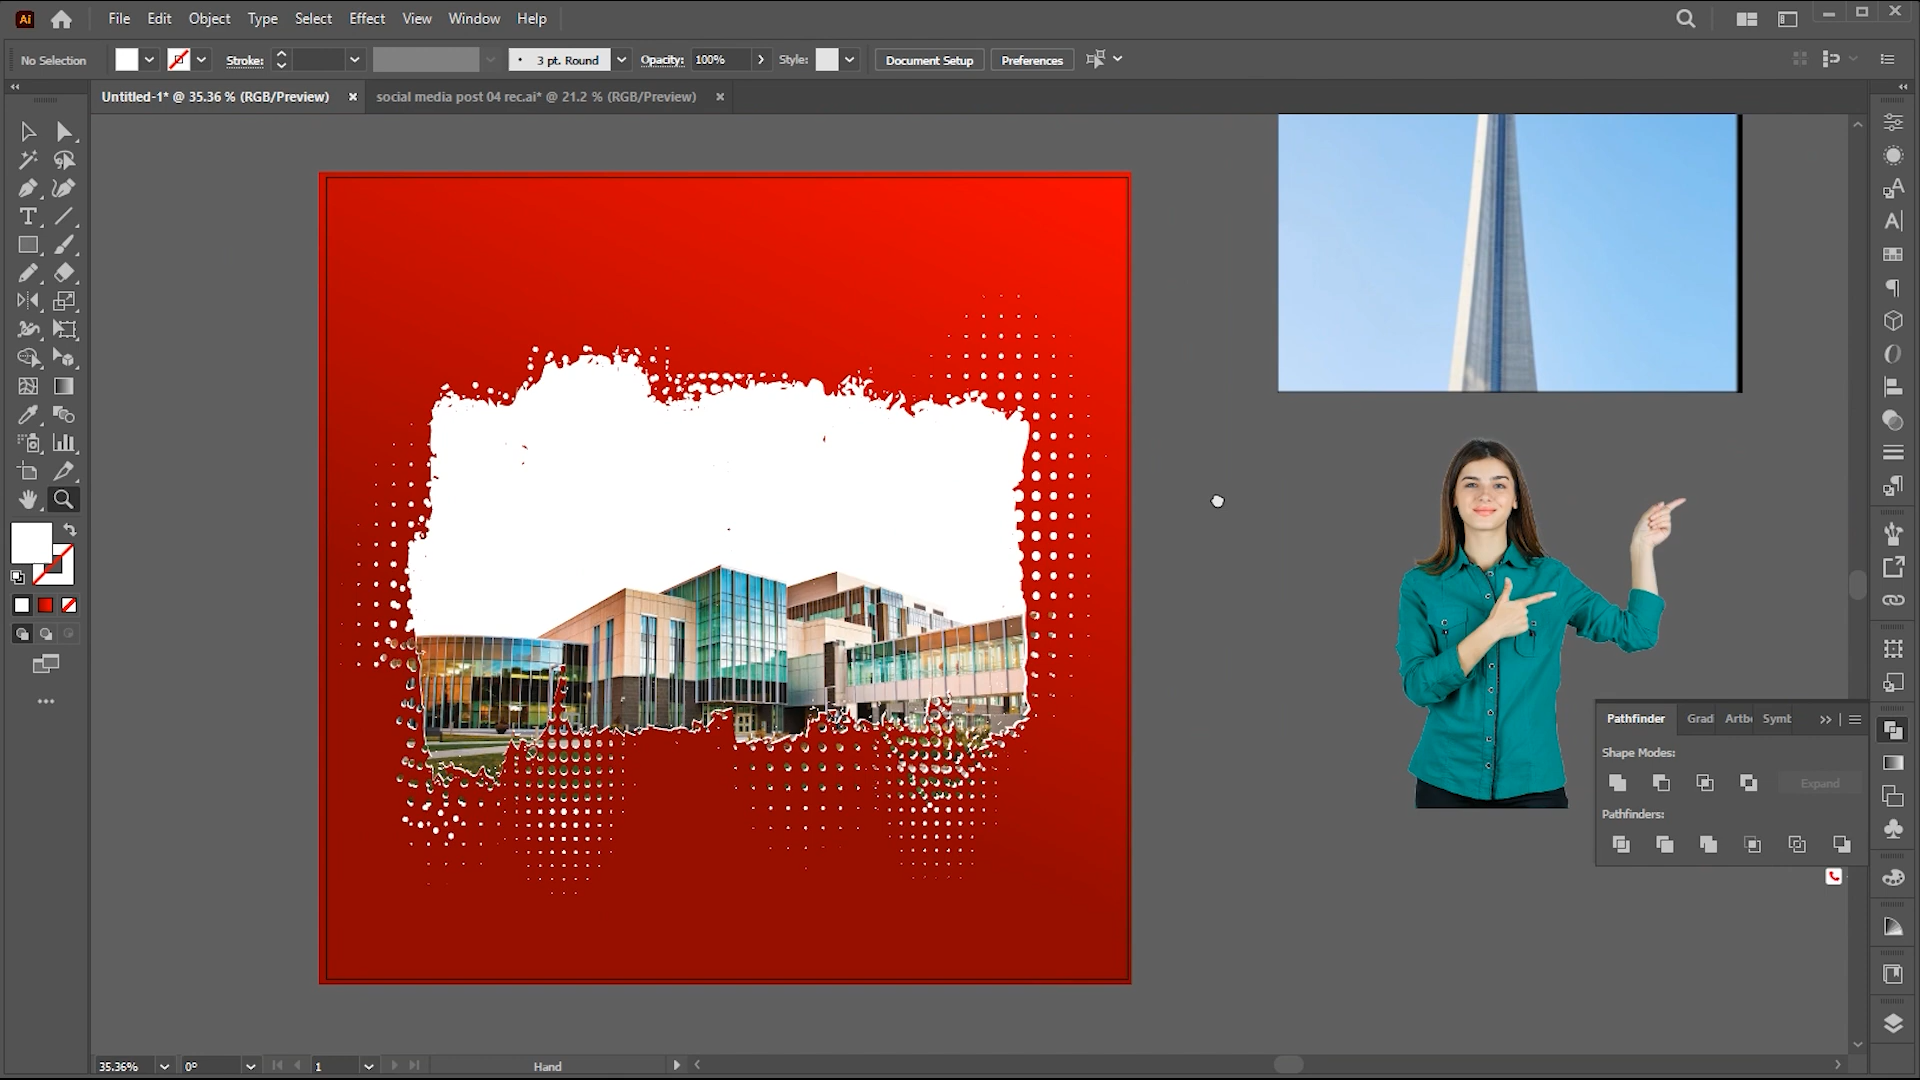 Ai
File Edit Object Type Select Effect View Window Help
No Selection
Stroke:
3 pt. Round
Opacity: 100%
Style:
Document Setup
Preferences
Untitled-1* @ 35.36 % (RGB/Preview)
social media post 04 rec.ai* @ 21.2 % (RGB/Preview)
Pathfinder Grad Artb Symb
Shape Modes:
Expand
Pathfinders:
35.36%
0°
1
Hand